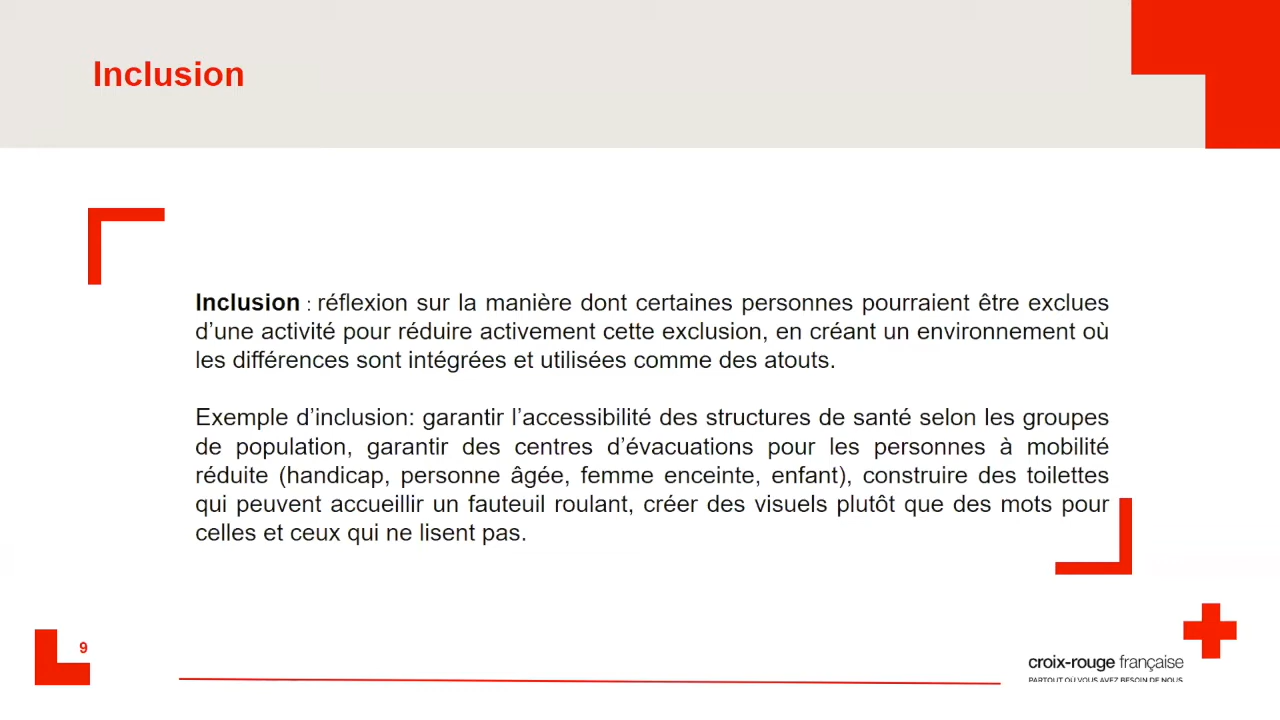 Inclusion
Inclusion : réflexion sur la manière dont certaines personnes pourraient être exclues
d’une activité pour réduire activement cette exclusion, en créant un environnement où
les différences sont intégrées et utilisées comme des atouts.
Exemple d’inclusion: garantir l’accessibilité des structures de santé selon les groupes
de population, garantir des centres d’évacuations pour les personnes à mobilité
réduite (handicap, personne âgée, femme enceinte, enfant), construire des toilettes
qui peuvent accueillir un fauteuil roulant, créer des visuels plutôt que des mots pour
celles et ceux qui ne lisent pas.
9
croix-rouge française
PARTOUT OÙ VOUS AVEZ BESOIN DE NOUS